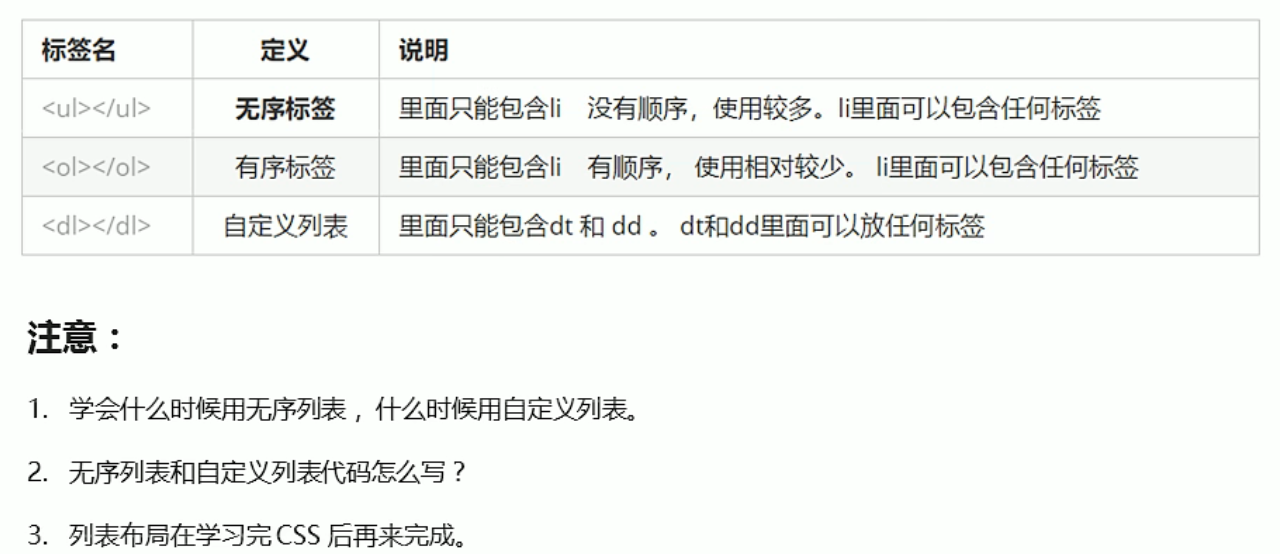 标签名 定义 说明
<ul></ul> 无序标签 里面只能包含li 没有顺序，使用较多。li里面可以包含任何标签
<ol></ol> 有序标签 里面只能包含li 有顺序， 使用相对较少。 li里面可以包含任何标签
<dl></dl> 自定义列表 里面只能包含dt 和 dd 。 dt和dd里面可以放任何标签
注意：
1. 学会什么时候用无序列表 ，什么时候用自定义列表。
2. 无序列表和自定义列表代码怎么写？
3. 列表布局在学习完 CSS 后再来完成。